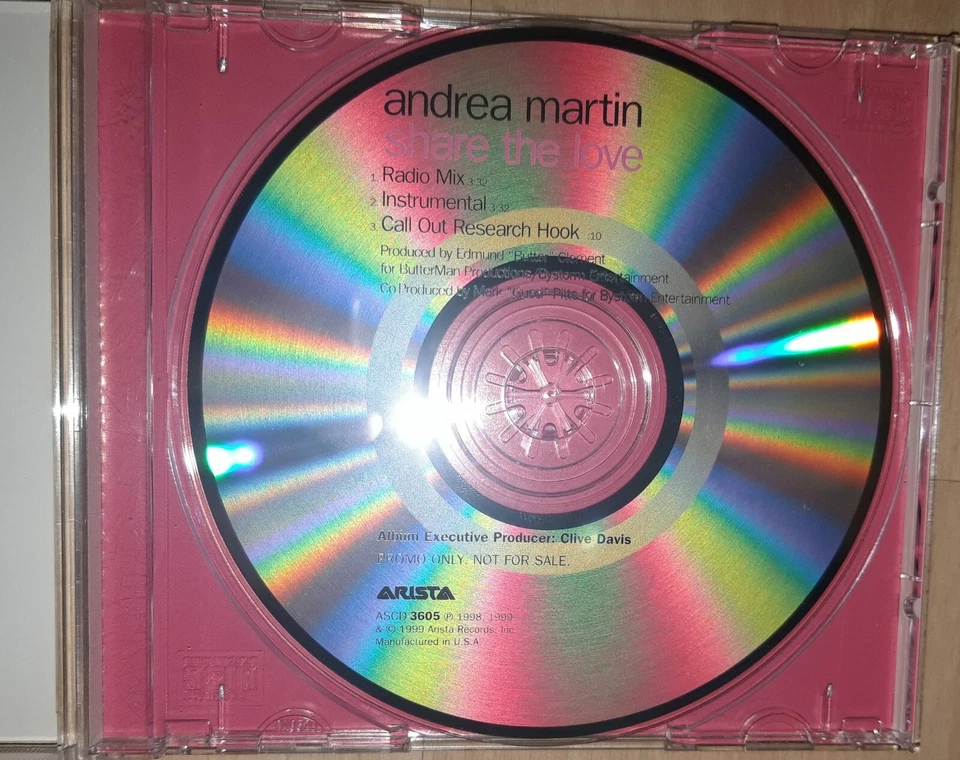 andrea martin
share the love
1. Radio Mix 3:32
2. Instrumental 3:32
3. Call Out Research Hook :10
Produced by Edmund "Butter" Clement
for ButterMan Productions/Bystorm Entertainment
Co Produced by Mark "Gucci" Pitts for Bystorm Entertainment
Album Executive Producer: Clive Davis
PROMO ONLY. NOT FOR SALE.
ARISTA
ASCD 3605 ℗ 1998, 1999
& © 1999 Arista Records, Inc.
Manufactured in U.S.A